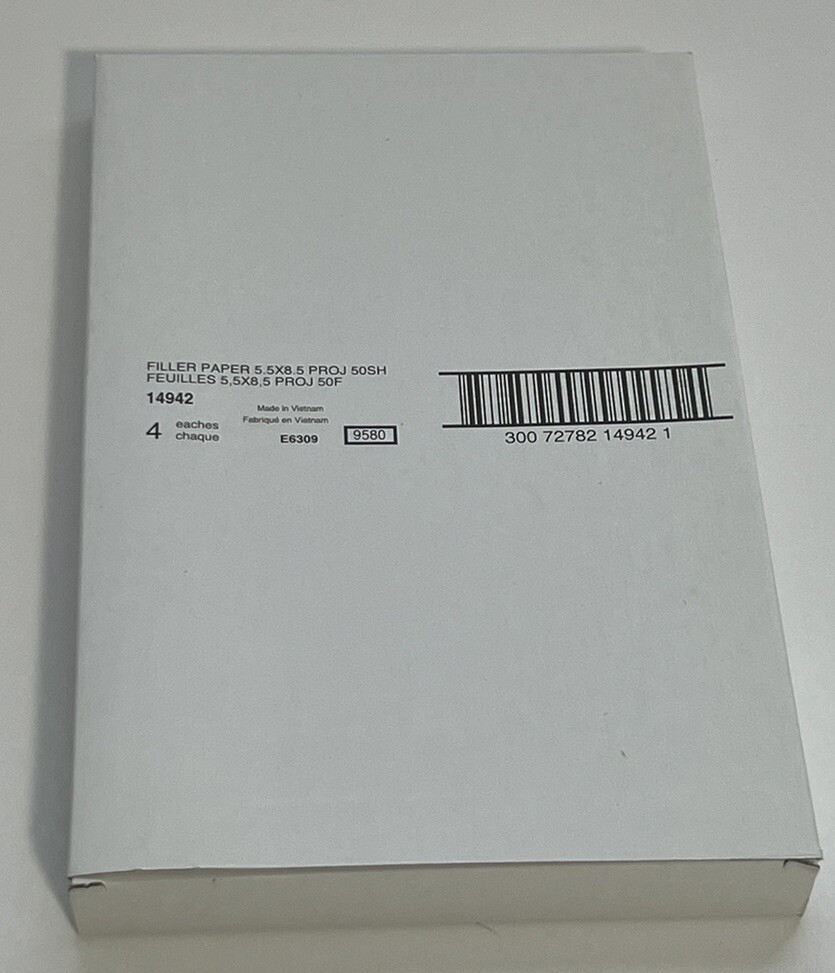 FILLER PAPER 5.5X8.5 PROJ 50SH
FEUILLES 5,5X8,5 PROJ 50F
14942
Made in Vietnam
Fabriqué en Vietnam
4 eaches
chaque
E6309
9580
300 72782 14942 1